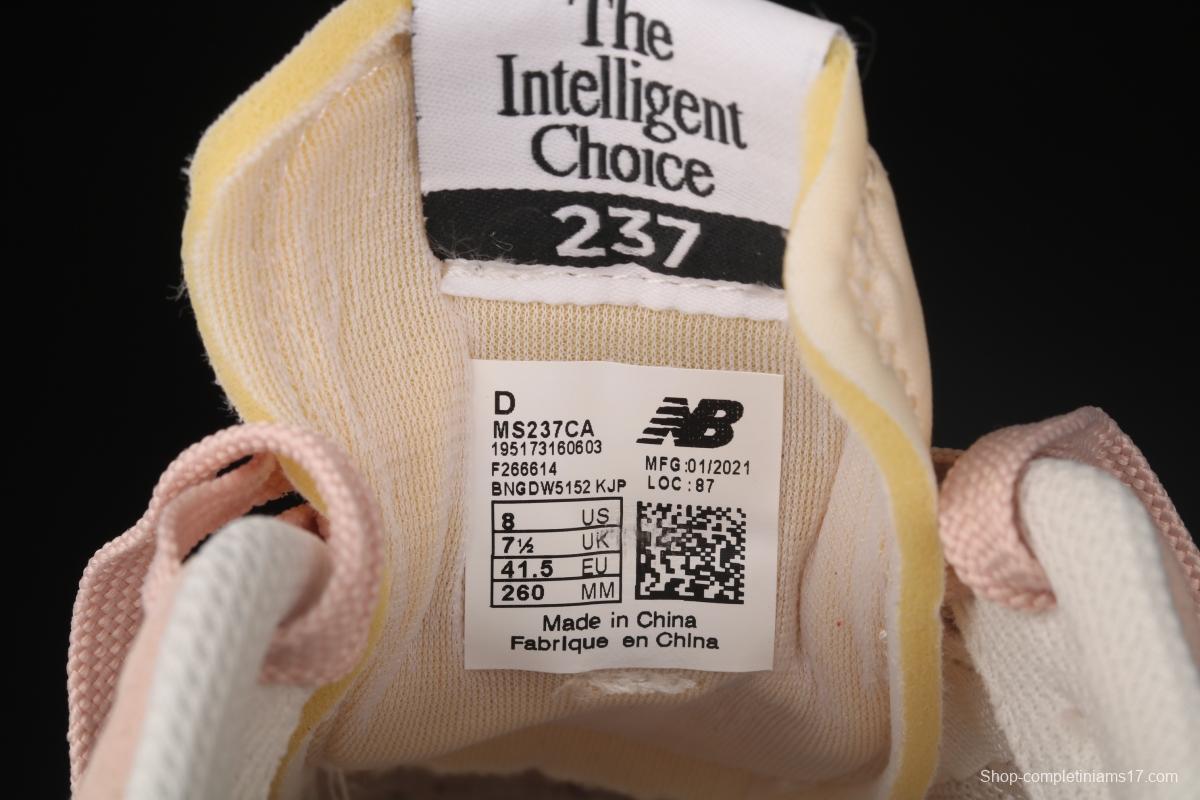 The
Intelligent
Choice
237
D
MS237CA
195173160603
F266614
BNGDW5152 KJP
NB
MFG:01/2021
LOC:87
8 US
7½ UK
41.5 EU
260 MM
Made in China
Fabrique en China
Shop-completiniams17.com